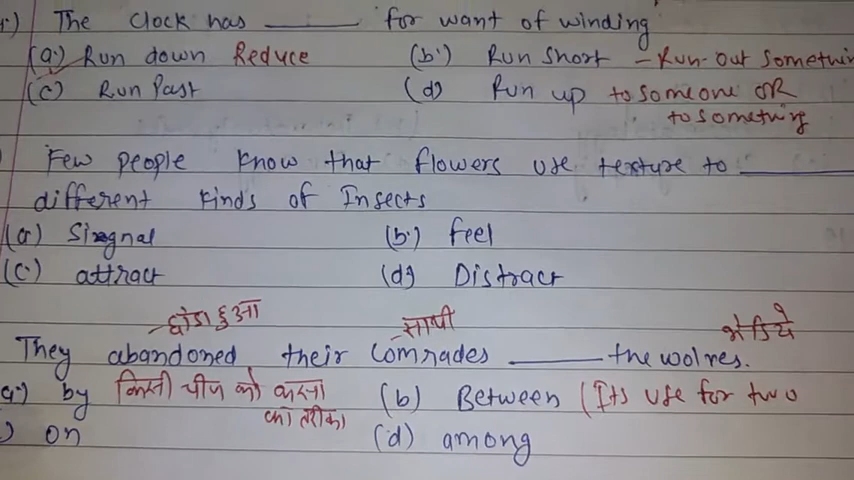 The Clock has ______ for want of winding
(a) Run down Reduce (b) Run Short - Run-out Something
(c) Run Past (d) Run up to someone OR
to something
Few people know that flowers use texture to ______
different kinds of Insects
(a) Signal (b) feel
(c) attract (d) Distract
छोडा हुआ साथी भेडिये
They abandoned their Comrades ______ the wolves.
a) by किसी चीज को करना (b) Between (Its use for two
का तरीका
) on (d) among